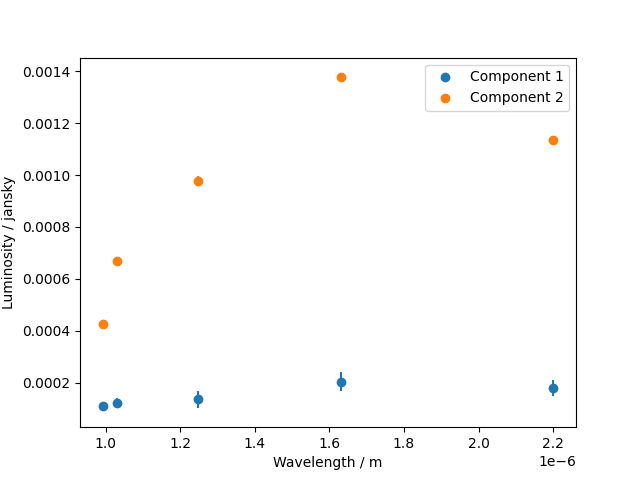 0.0014
0.0012
0.0010
0.0008
0.0006
0.0004
0.0002
Luminosity / jansky
Component 1
Component 2
1.0 1.2 1.4 1.6 1.8 2.0 2.2
1e−6
Wavelength / m